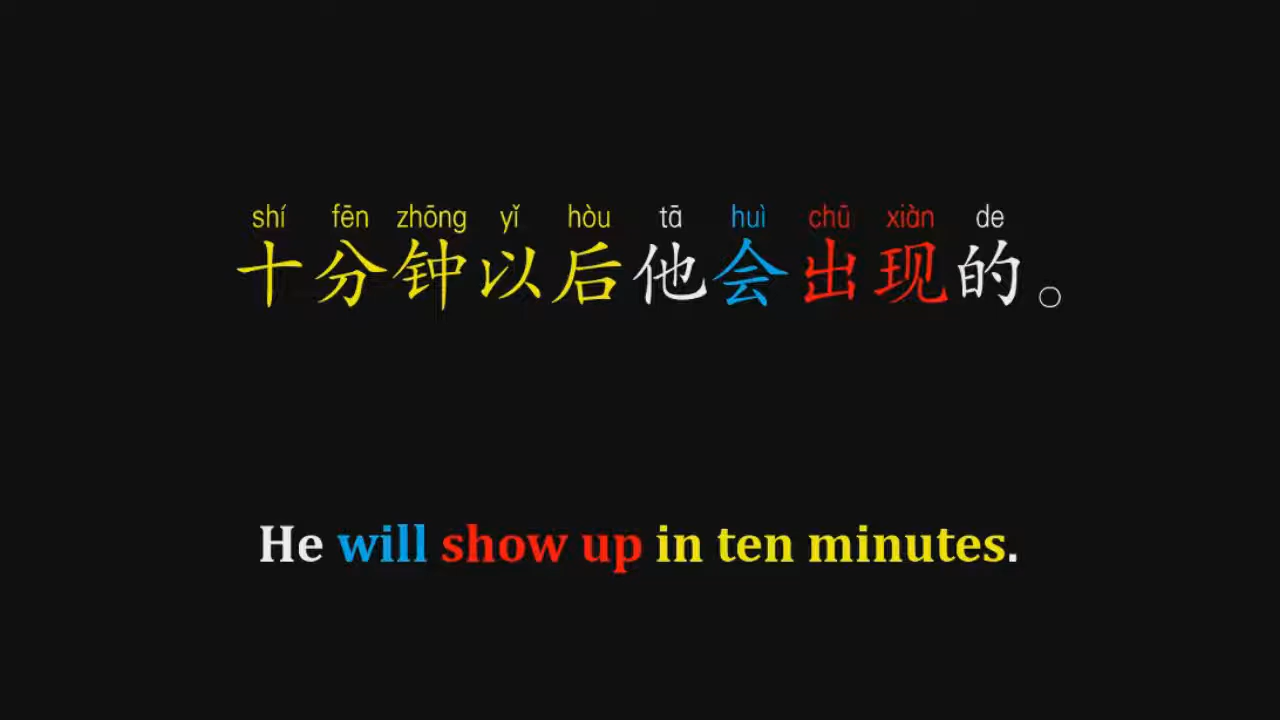 shí fēn zhōng yǐ hòu tā huì chū xiàn de
十分钟以后他会出现的。
He will show up in ten minutes.